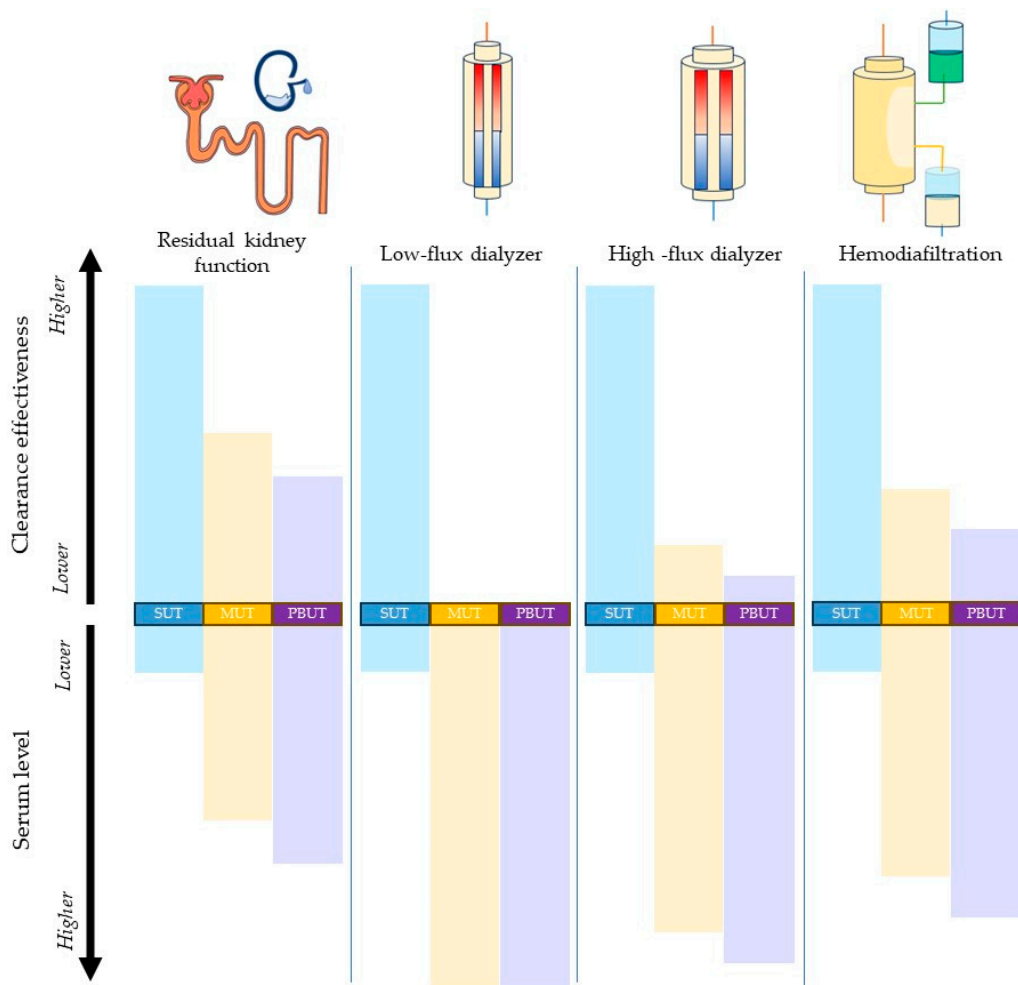 Residual kidney
function
Low-flux dialyzer
High -flux dialyzer
Hemodiafiltration
Clearance effectiveness
Higher
Lower
SUT MUT PBUT SUT MUT PBUT SUT MUT PBUT SUT MUT PBUT
Serum level
Lower
Higher